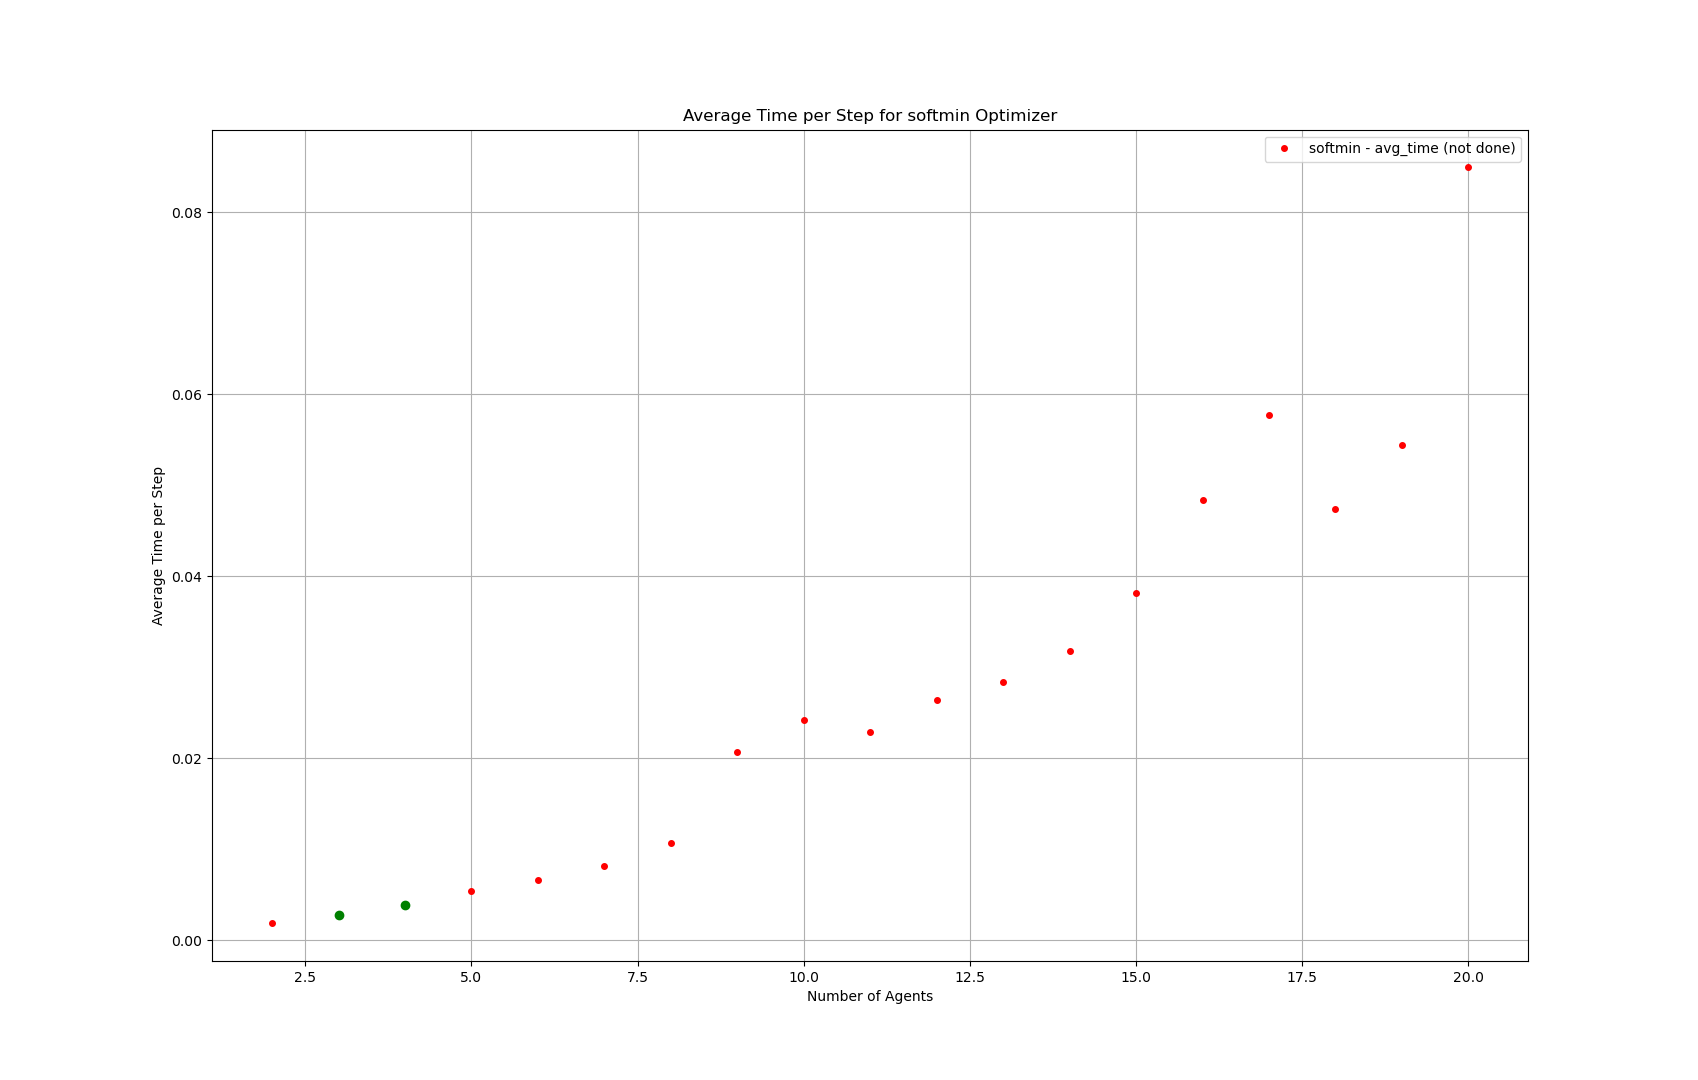 Average Time per Step for softmin Optimizer
softmin - avg_time (not done)
0.08
0.06
0.04
0.02
0.00
Average Time per Step
2.5 5.0 7.5 10.0 12.5 15.0 17.5 20.0
Number of Agents